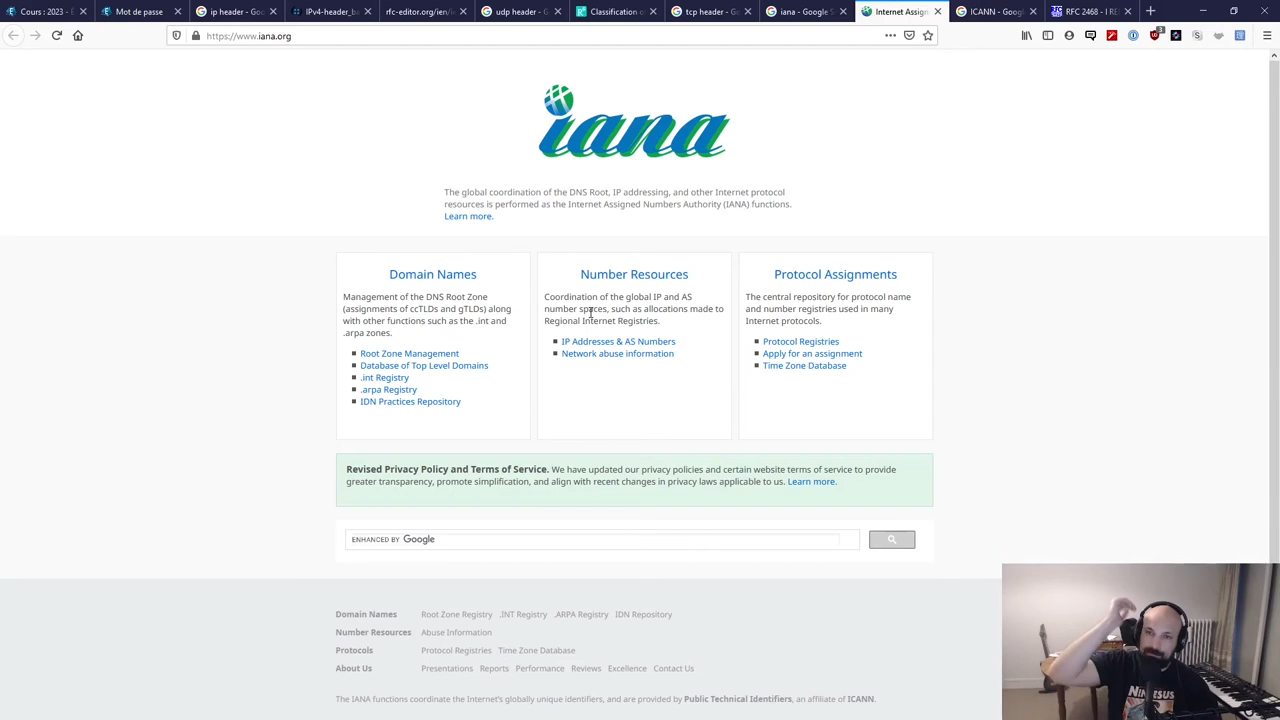 Cours : 2023 - E
Mot de passe
ip header - Goo
IPv4-header_ba
rfc-editor.org/en/i
udp header - G
Classification o
tcp header - Go
iana - Google S
Internet Assign
ICANN - Googl
RFC 2468 - I RE
https://www.iana.org
iana
The global coordination of the DNS Root, IP addressing, and other Internet protocol
resources is performed as the Internet Assigned Numbers Authority (IANA) functions.
Learn more.
Domain Names
Management of the DNS Root Zone
(assignments of ccTLDs and gTLDs) along
with other functions such as the .int and
.arpa zones.
Root Zone Management
Database of Top Level Domains
.int Registry
.arpa Registry
IDN Practices Repository
Number Resources
Coordination of the global IP and AS
number spaces, such as allocations made to
Regional Internet Registries.
IP Addresses & AS Numbers
Network abuse information
Protocol Assignments
The central repository for protocol name
and number registries used in many
Internet protocols.
Protocol Registries
Apply for an assignment
Time Zone Database
Revised Privacy Policy and Terms of Service. We have updated our privacy policies and certain website terms of service to provide
greater transparency, promote simplification, and align with recent changes in privacy laws applicable to us. Learn more.
ENHANCED BY Google
Domain Names Root Zone Registry .INT Registry .ARPA Registry IDN Repository
Number Resources Abuse Information
Protocols Protocol Registries Time Zone Database
About Us Presentations Reports Performance Reviews Excellence Contact Us
The IANA functions coordinate the Internet's globally unique identifiers, and are provided by Public Technical Identifiers, an affiliate of ICANN.